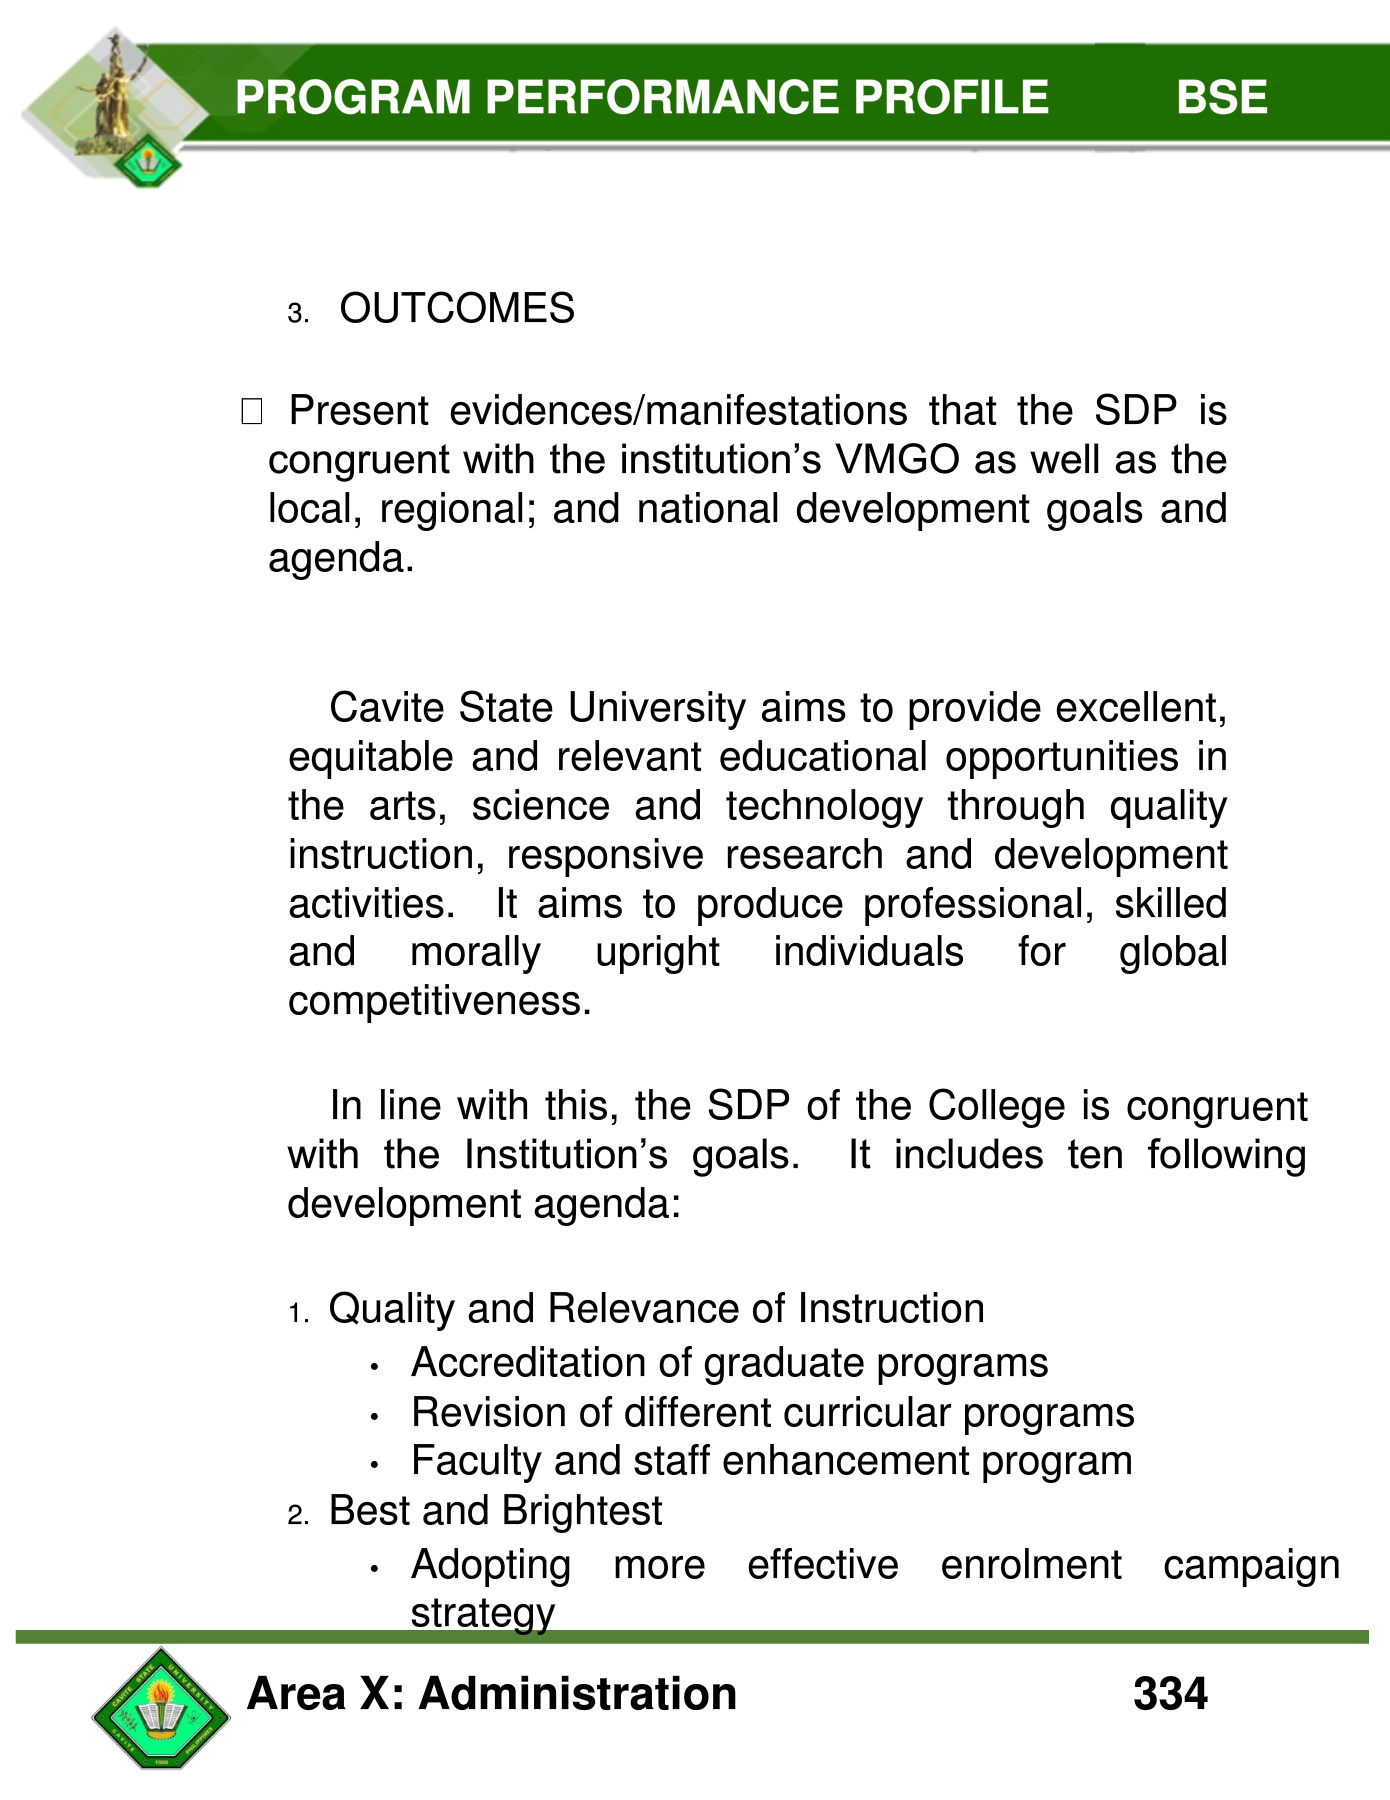 PROGRAM PERFORMANCE PROFILE BSE
3. OUTCOMES
□ Present evidences/manifestations that the SDP is
congruent with the institution’s VMGO as well as the
local, regional; and national development goals and
agenda.
Cavite State University aims to provide excellent,
equitable and relevant educational opportunities in
the arts, science and technology through quality
instruction, responsive research and development
activities. It aims to produce professional, skilled
and morally upright individuals for global
competitiveness.
In line with this, the SDP of the College is congruent
with the Institution’s goals. It includes ten following
development agenda:
1. Quality and Relevance of Instruction
• Accreditation of graduate programs
• Revision of different curricular programs
• Faculty and staff enhancement program
2. Best and Brightest
• Adopting more effective enrolment campaign
strategy
CAVITE STATE UNIVERSITY
CAVITE 1906 PHILIPPINES
Area X: Administration 334